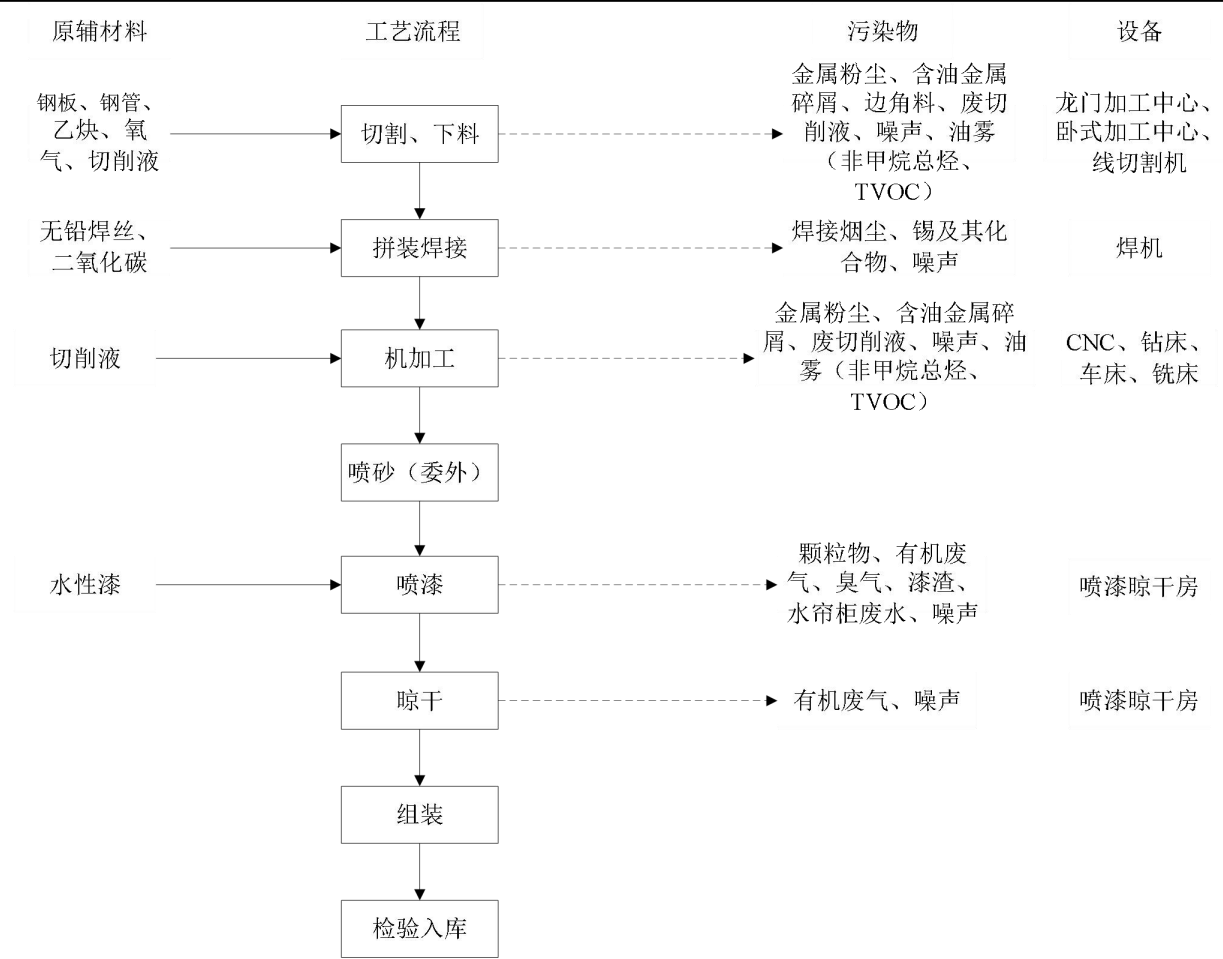 原辅材料
工艺流程
污染物
设备
钢板、钢管、
乙炔、氧
气、切削液
切割、下料
金属粉尘、含油金属
碎屑、边角料、废切
削液、噪声、油雾
（非甲烷总烃、
TVOC）
龙门加工中心、
卧式加工中心、
线切割机
无铅焊丝、
二氧化碳
拼装焊接
焊接烟尘、锡及其化
合物、噪声
焊机
切削液
机加工
金属粉尘、含油金属碎
屑、废切削液、噪声、油
雾（非甲烷总烃、
TVOC）
CNC、钻床、
车床、铣床
喷砂（委外）
水性漆
喷漆
颗粒物、有机废
气、臭气、漆渣、
水帘柜废水、噪声
喷漆晾干房
晾干
有机废气、噪声
喷漆晾干房
组装
检验入库